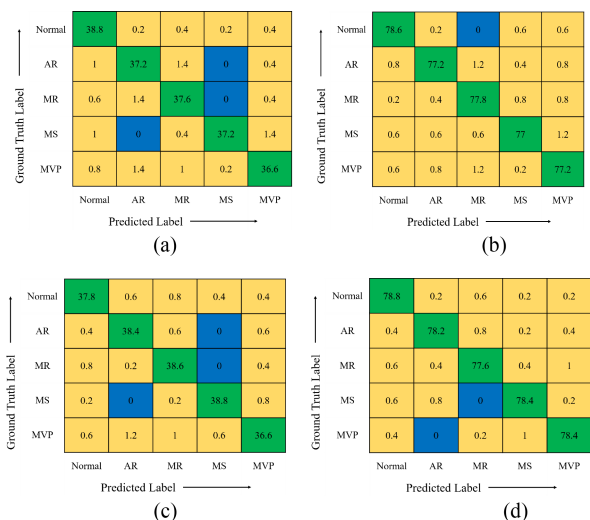 Ground Truth Label
Normal 38.8 0.2 0.4 0.2 0.4
AR 1 37.2 1.4 0 0.4
MR 0.6 1.4 37.6 0 0.4
MS 1 0 0.4 37.2 1.4
MVP 0.8 1.4 1 0.2 36.6
Normal AR MR MS MVP
Predicted Label
(a)
Ground Truth Label
Normal 78.6 0.2 0 0.6 0.6
AR 0.8 77.2 1.2 0.4 0.8
MR 0.2 0.4 77.8 0.8 0.8
MS 0.6 0.6 0.6 77 1.2
MVP 0.6 0.8 1.2 0.2 77.2
Normal AR MR MS MVP
Predicted Label
(b)
Ground Truth Label
Normal 37.8 0.6 0.8 0.4 0.4
AR 0.4 38.4 0.6 0 0.6
MR 0.8 0.2 38.6 0 0.4
MS 0.2 0 0.2 38.8 0.8
MVP 0.6 1.2 1 0.6 36.6
Normal AR MR MS MVP
Predicted Label
(c)
Ground Truth Label
Normal 78.8 0.2 0.6 0.2 0.2
AR 0.4 78.2 0.8 0.2 0.4
MR 0.6 0.4 77.6 0.4 1
MS 0.6 0.8 0 78.4 0.2
MVP 0.4 0 0.2 1 78.4
Normal AR MR MS MVP
Predicted Label
(d)